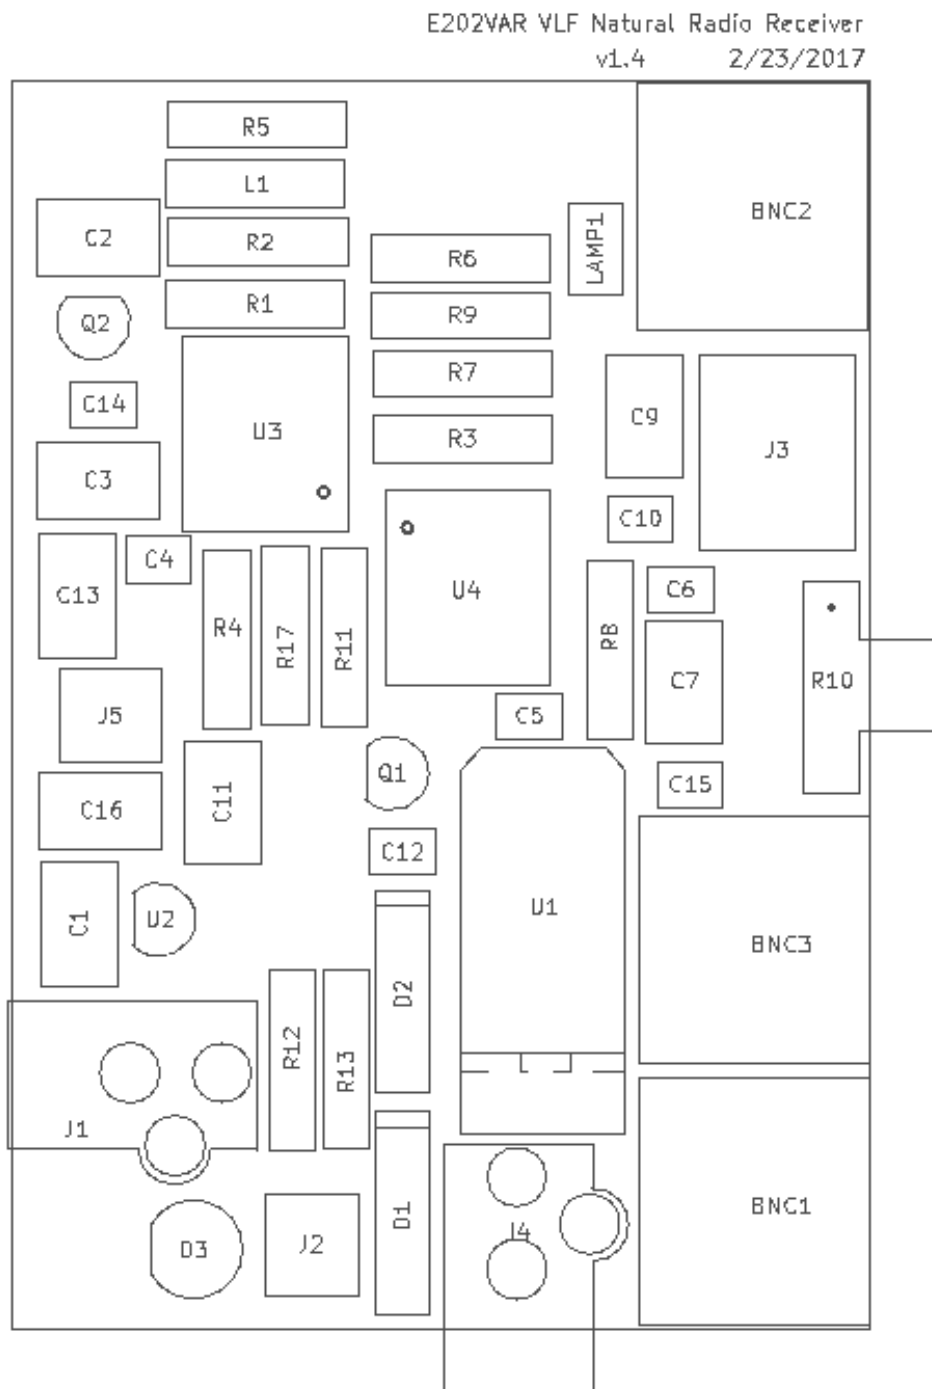 E202VAR VLF Natural Radio Receiver
v1.4 2/23/2017
R5
L1
BNC2
C2
R2
LAMP1
R6
R1
R9
Q2
R7
C14
C9
U3
R3
J3
C3
C10
C4
C6
U4
C13
R4
R17
R11
R8
C7
R10
J5
C5
Q1
C15
C16
C11
C12
U1
C1
U2
BNC3
D2
R12
R13
J1
BNC1
D1
J4
D3
J2